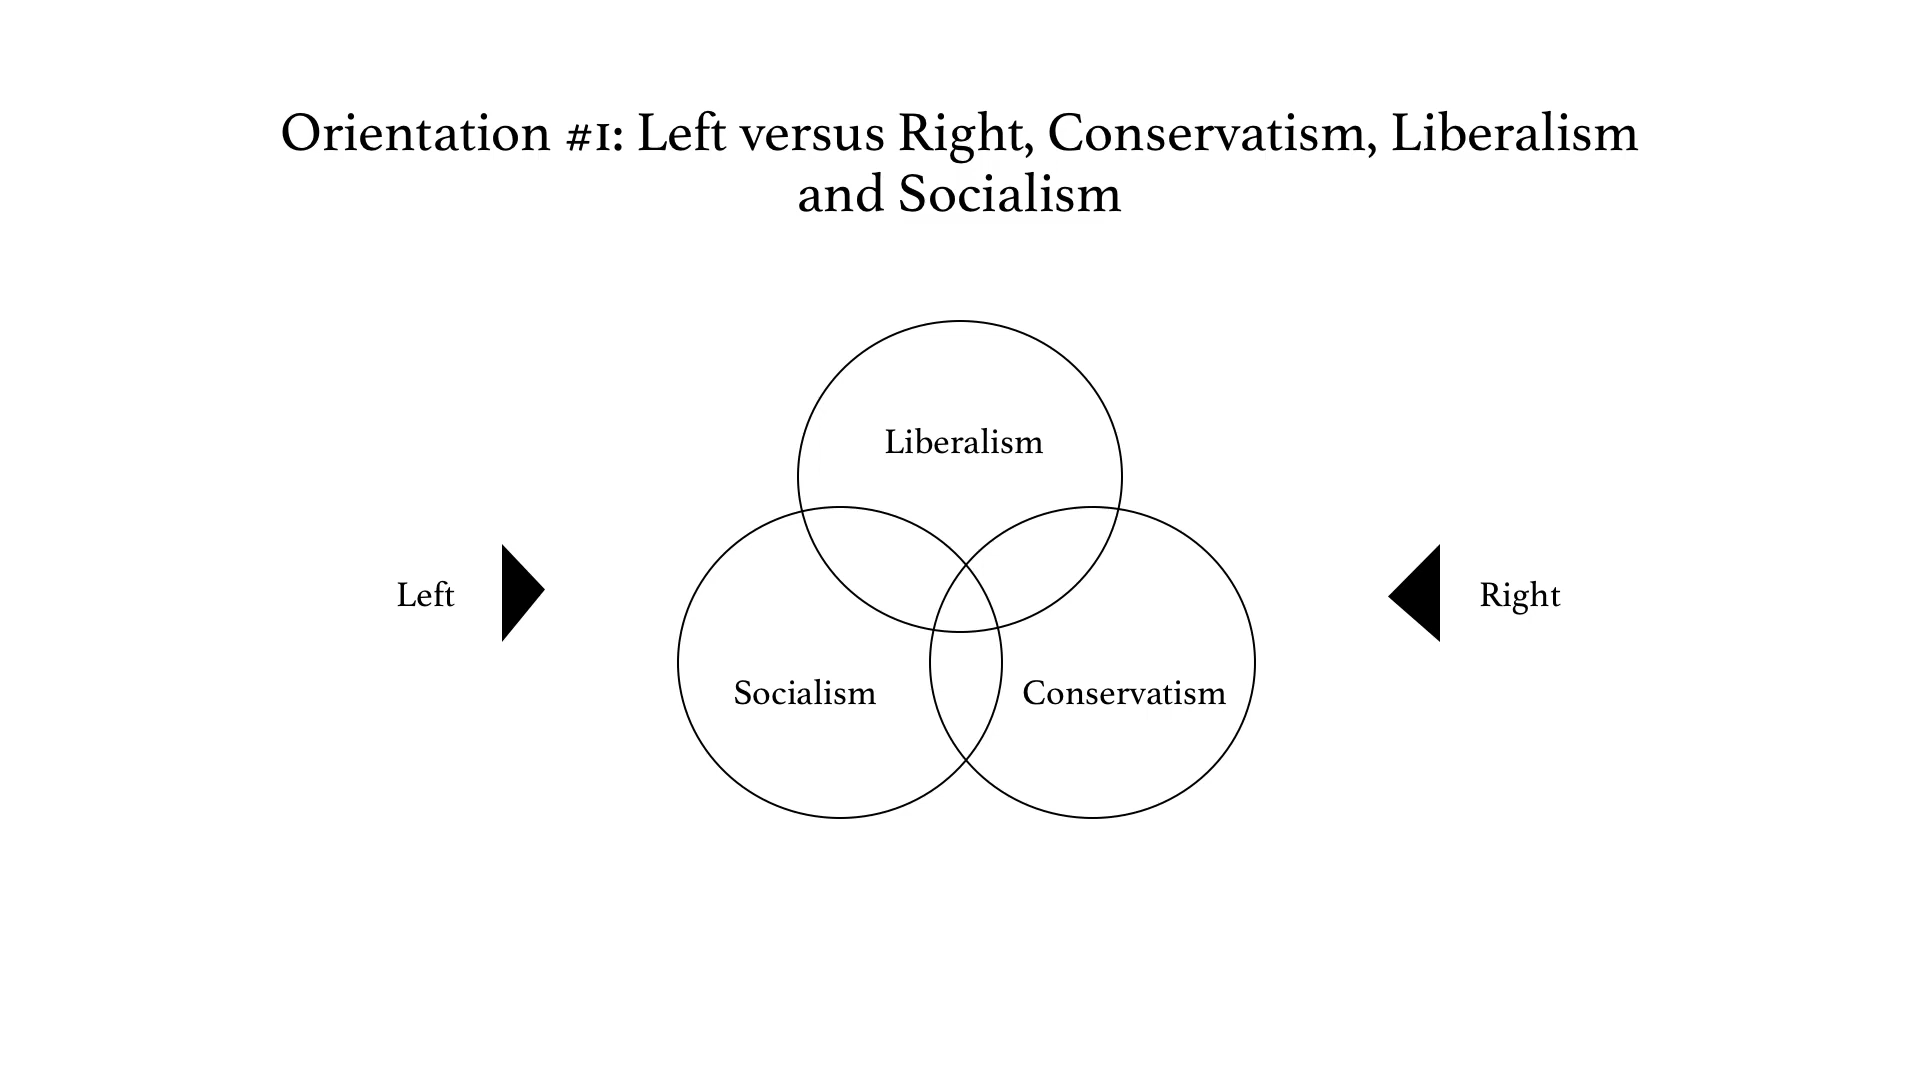 Orientation #1: Left versus Right, Conservatism, Liberalism
and Socialism
Liberalism
Left
Right
Socialism
Conservatism